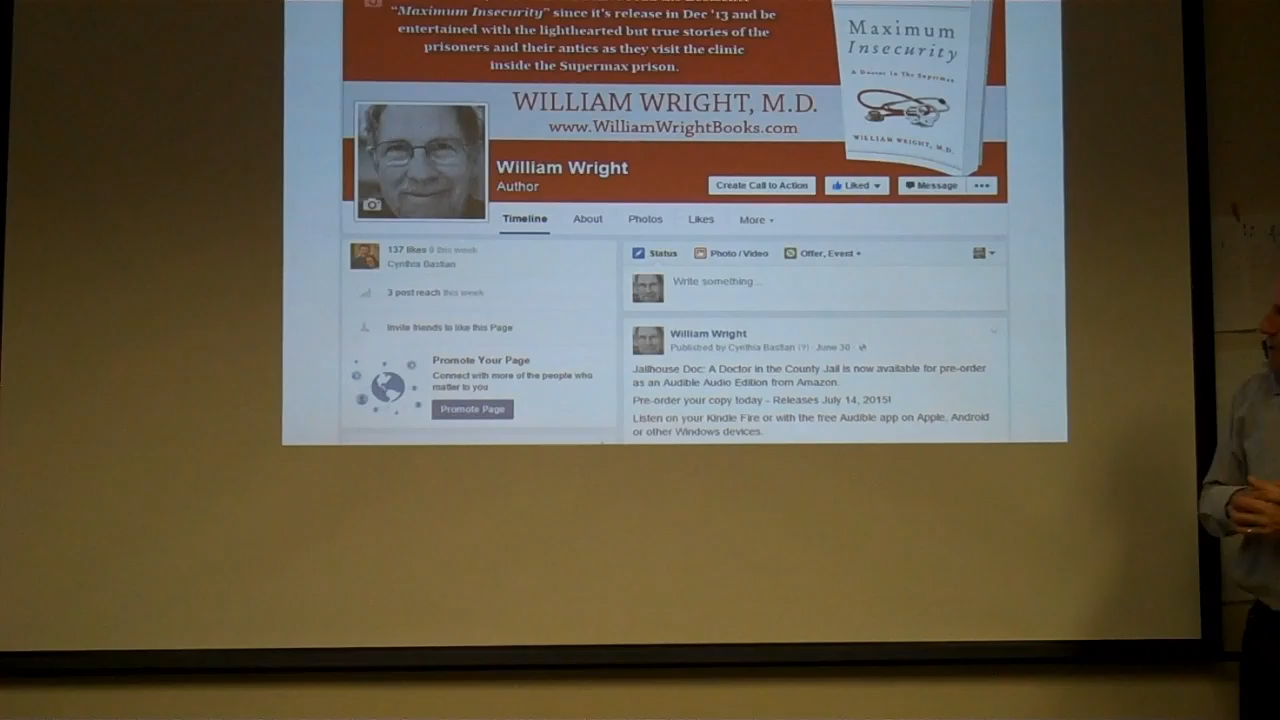 "Maximum Insecurity" since it's release in Dec '13 and be
entertained with the lighthearted but true stories of the
prisoners and their antics as they visit the clinic
inside the Supermax prison.
Maximum
Insecurity
A Doctor In The Supermax
WILLIAM WRIGHT, M.D.
WILLIAM WRIGHT, M.D.
www.WilliamWrightBooks.com
William Wright
Author
Create Call to Action
Liked
Message
Timeline
About
Photos
Likes
More
137 likes 0 this week
Cynthia Bastian
3 post reach this week
Invite friends to like this Page
Promote Your Page
Connect with more of the people who
matter to you
Promote Page
Status
Photo / Video
Offer, Event +
Write something...
William Wright
Published by Cynthia Bastian [?] · June 30 ·
Jailhouse Doc: A Doctor in the County Jail is now available for pre-order
as an Audible Audio Edition from Amazon.
Pre-order your copy today - Releases July 14, 2015!
Listen on your Kindle Fire or with the free Audible app on Apple, Android
or other Windows devices.